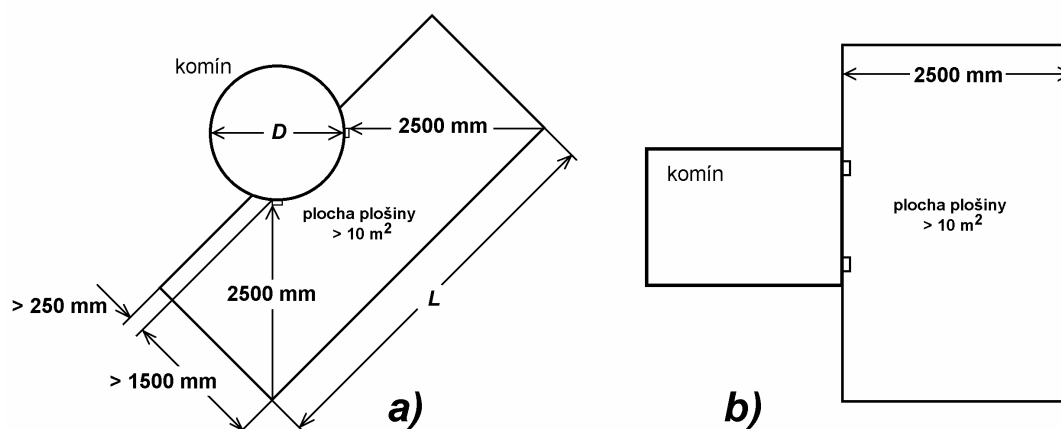 komín
D
2500 mm
plocha plošiny
> 10 m²
2500 mm
L
> 250 mm
> 1500 mm
a)
2500 mm
komín
plocha plošiny
> 10 m²
b)